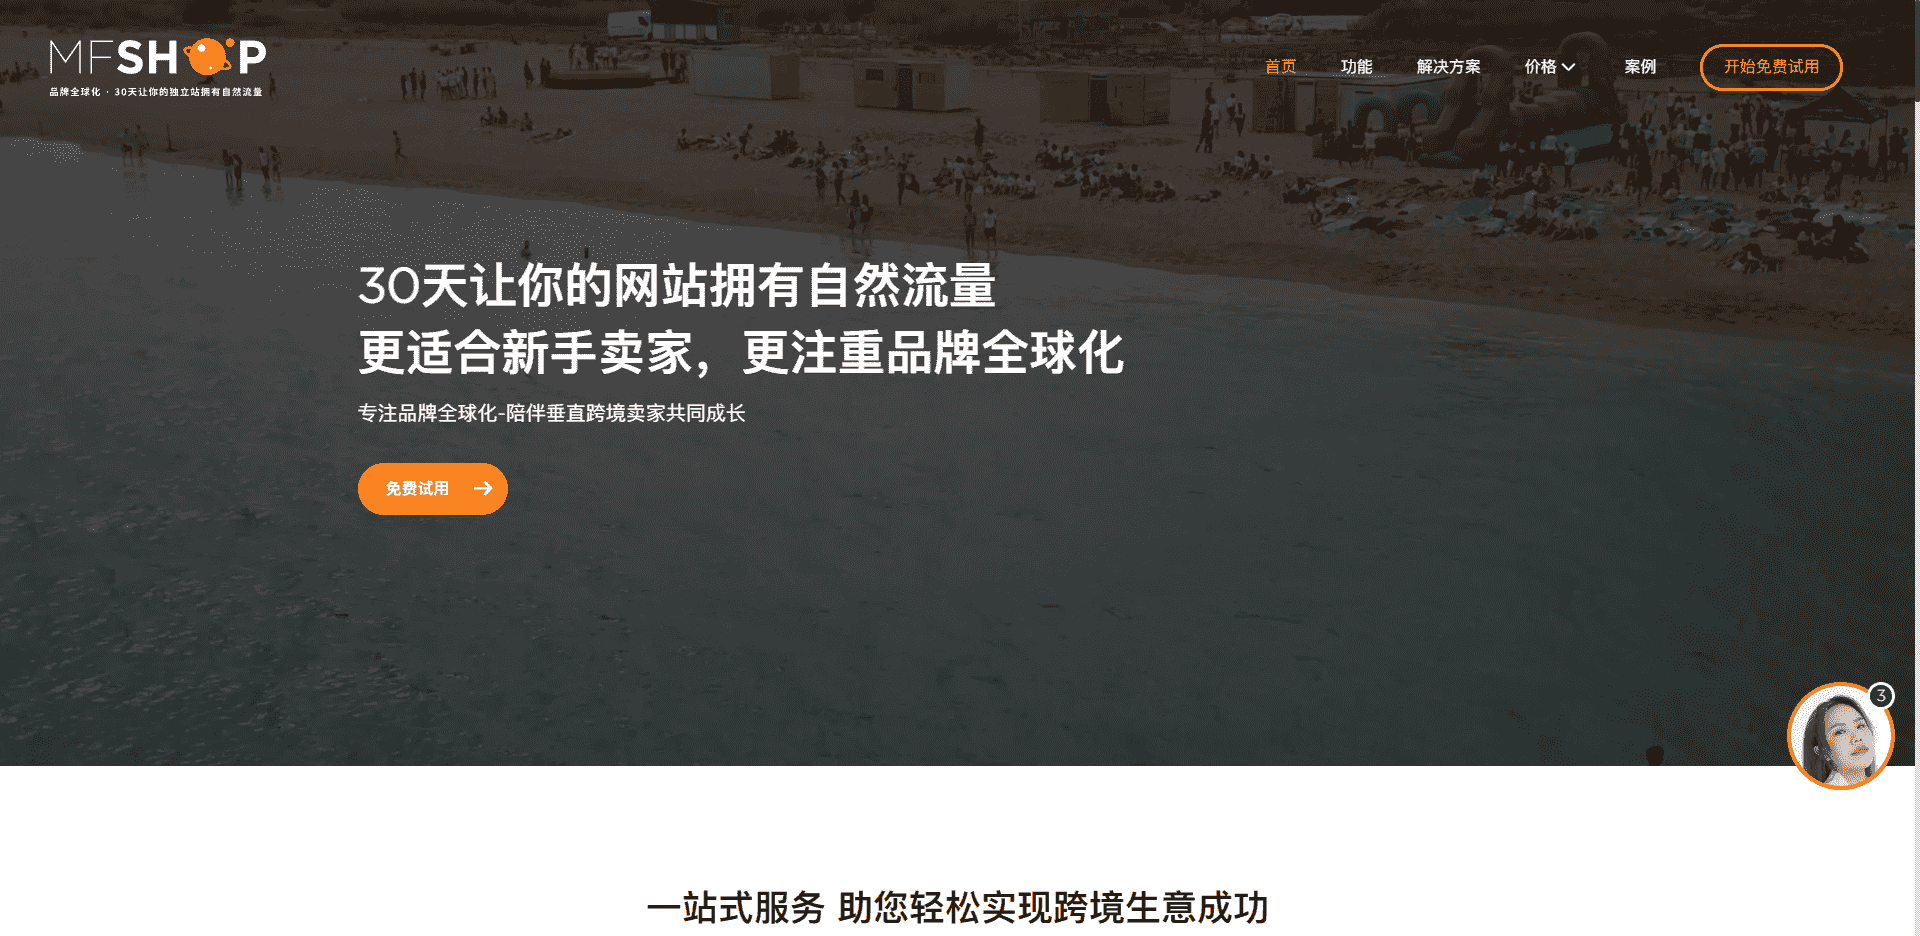 MFSHOP
品牌全球化 · 30天让你的独立站拥有自然流量
首页
功能
解决方案
价格
案例
开始免费试用
30天让你的网站拥有自然流量
更适合新手卖家，更注重品牌全球化
专注品牌全球化-陪伴垂直跨境卖家共同成长
免费试用
3
一站式服务 助您轻松实现跨境生意成功